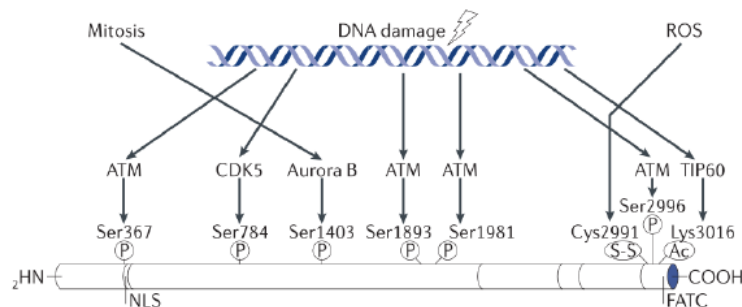 Mitosis DNA damage ROS
ATM CDK5 Aurora B ATM ATM ATM TIP60
Ser2996
Ser367 Ser784 Ser1403 Ser1893 Ser1981 P Cys2991 Lys3016
P P P P P S-S Ac
2HN COOH
NLS FATC